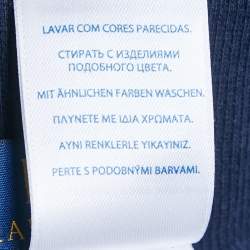 LAVAR COM CORES PARECIDAS.
СТИРАТЬ С ИЗДЕЛИЯМИ
ПОДОБНОГО ЦВЕТА.
MIT ÄHNLICHEN FARBEN WASCHEN.
ΠΛΥΝΕΤΕ ΜΕ ΙΔΙΑ ΧΡΩΜΑΤΑ.
AYNI RENKLERLE YIKAYINIZ.
PERTE S PODOBNÝMI BARVAMI.